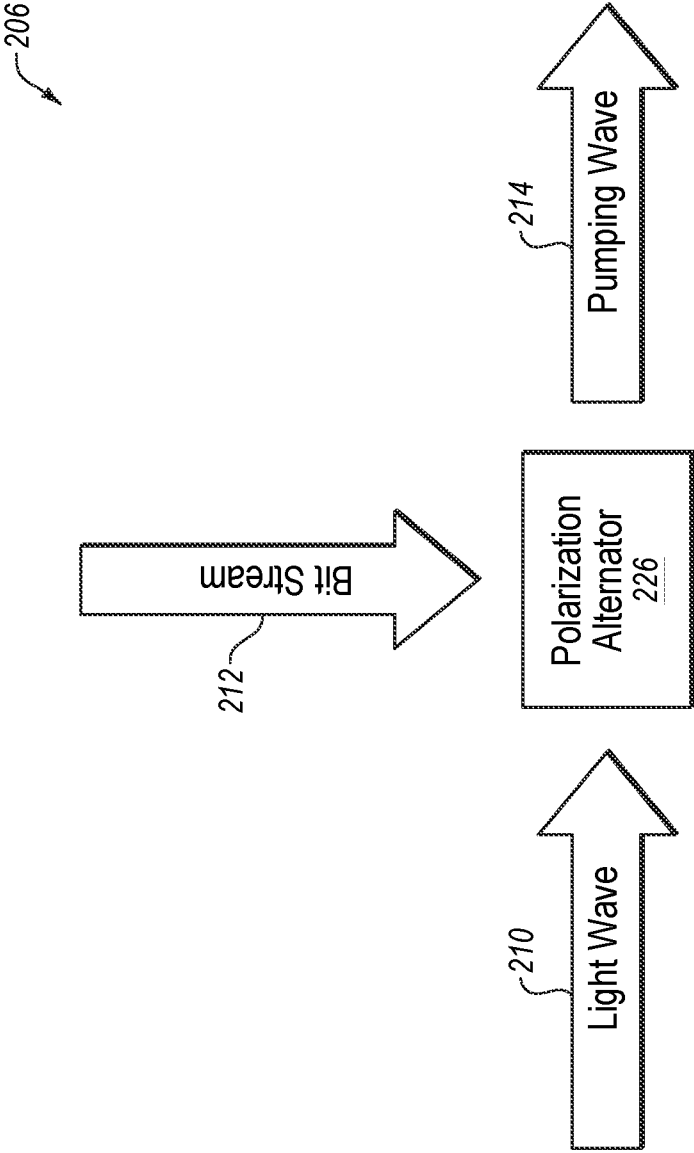 206
Bit Stream
212
210
Light Wave
Polarization
Alternator
226
214
Pumping Wave